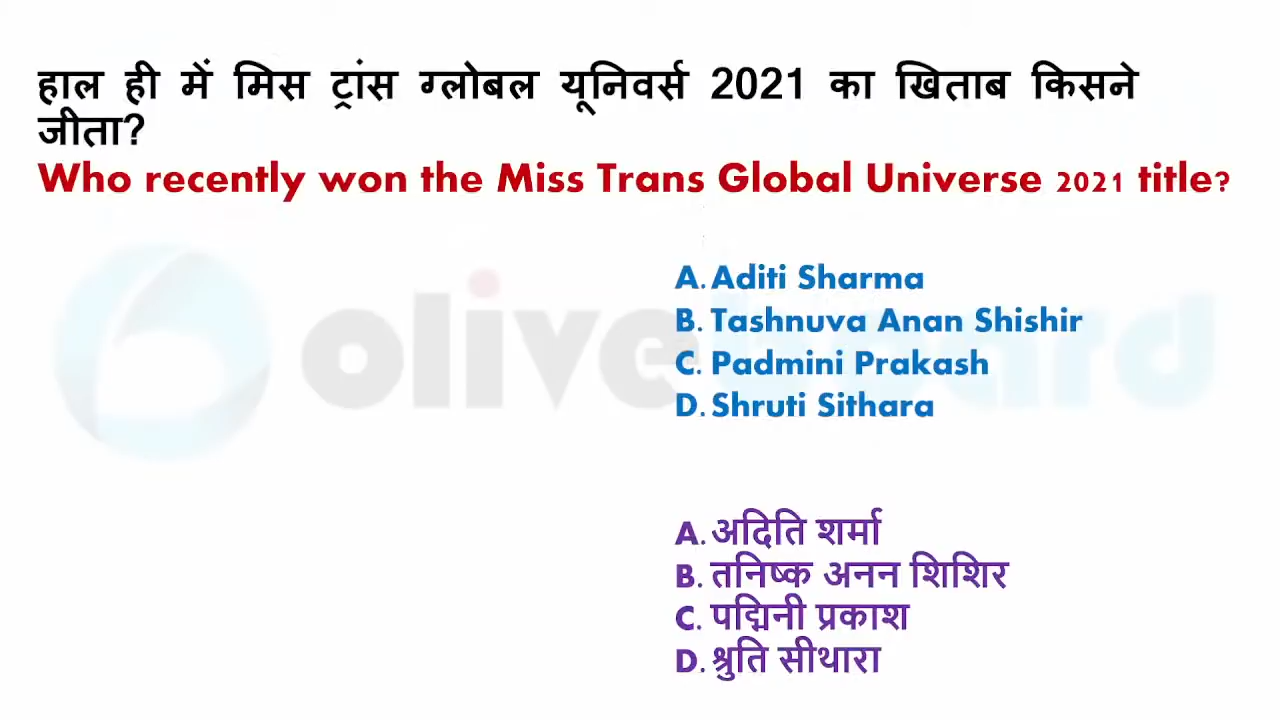 हाल ही में मिस ट्रांस ग्लोबल यूनिवर्स 2021 का खिताब किसने
जीता?
Who recently won the Miss Trans Global Universe 2021 title?
oliveboard
A. Aditi Sharma
B. Tashnuva Anan Shishir
C. Padmini Prakash
D. Shruti Sithara
A. अदिति शर्मा
B. तनिष्क अनन शिशिर
C. पद्मिनी प्रकाश
D. श्रुति सीथारा